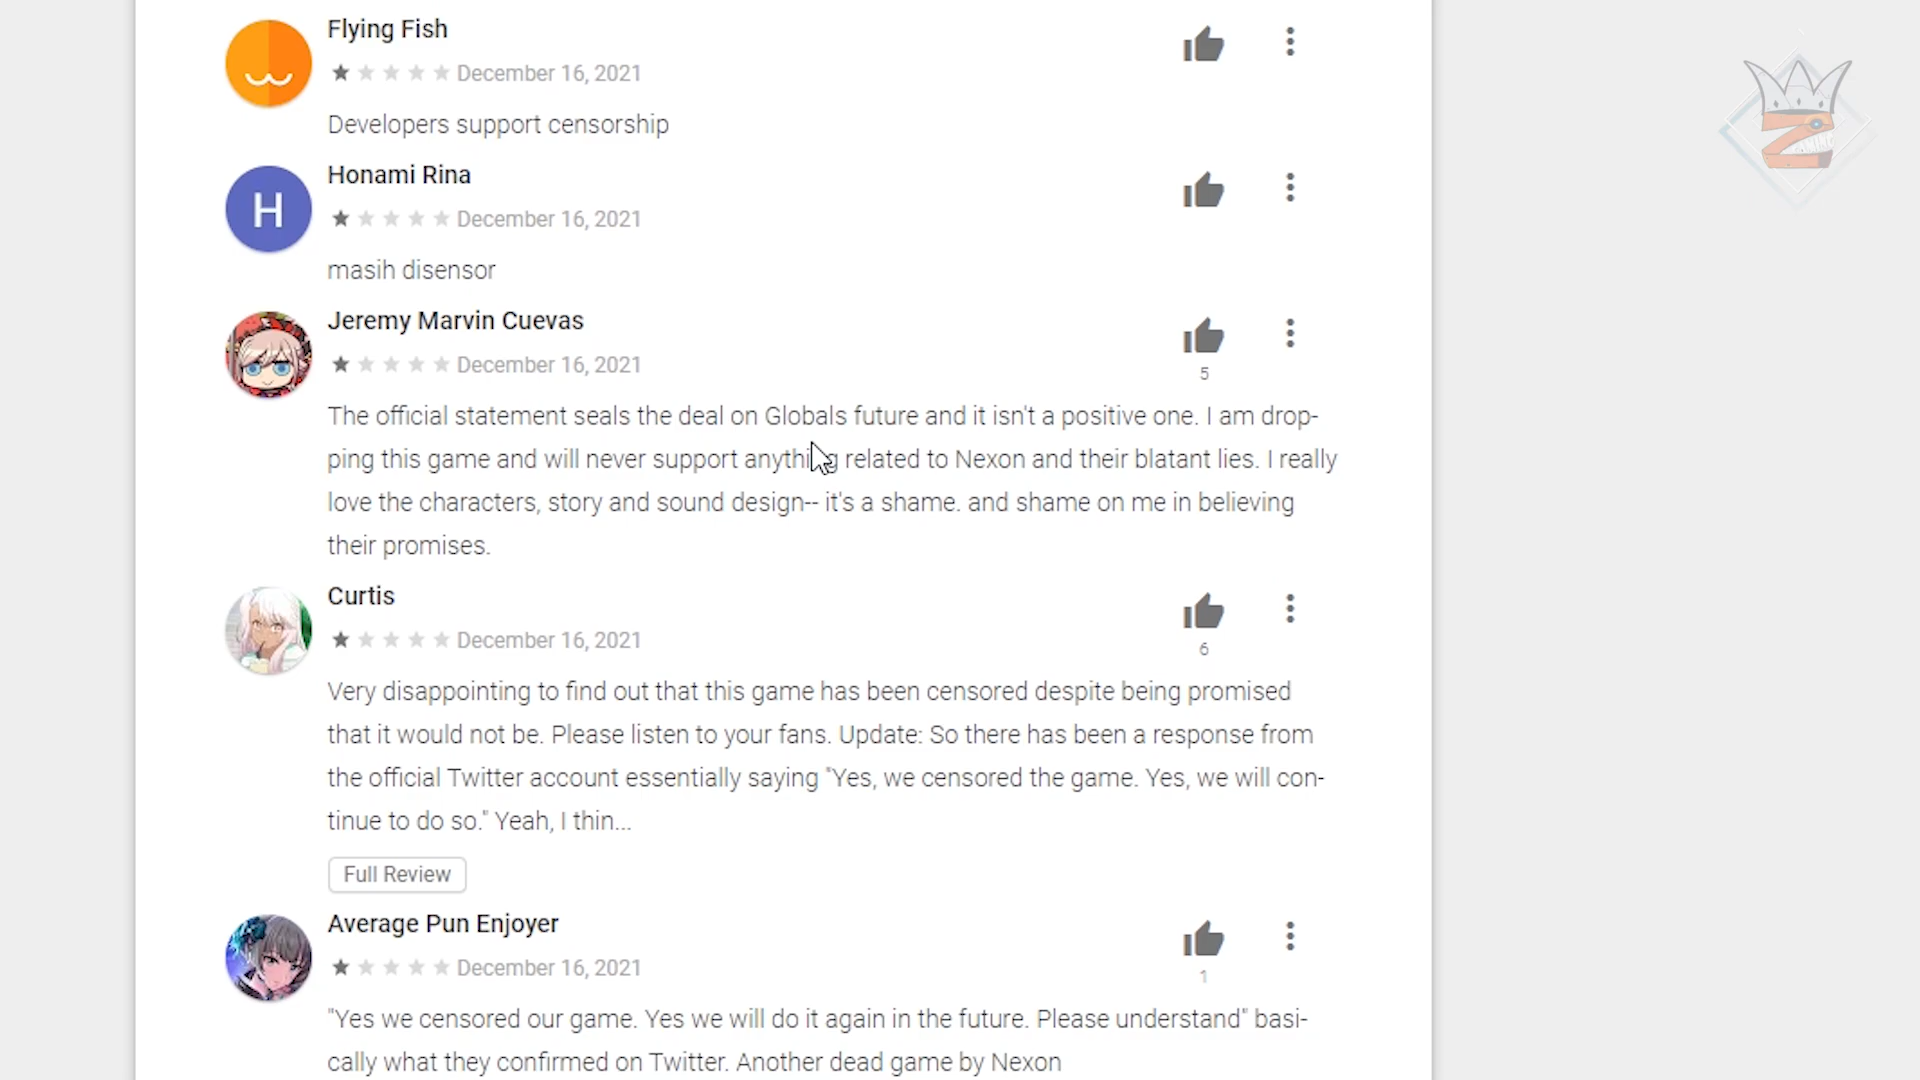 Flying Fish
December 16, 2021
Developers support censorship
H
Honami Rina
December 16, 2021
masih disensor
Jeremy Marvin Cuevas
December 16, 2021
5
The official statement seals the deal on Globals future and it isn't a positive one. I am drop-
ping this game and will never support anything related to Nexon and their blatant lies. I really
love the characters, story and sound design-- it's a shame. and shame on me in believing
their promises.
Curtis
December 16, 2021
6
Very disappointing to find out that this game has been censored despite being promised
that it would not be. Please listen to your fans. Update: So there has been a response from
the official Twitter account essentially saying "Yes, we censored the game. Yes, we will con-
tinue to do so." Yeah, I thin...
Full Review
Average Pun Enjoyer
December 16, 2021
1
"Yes we censored our game. Yes we will do it again in the future. Please understand" basi-
cally what they confirmed on Twitter. Another dead game by Nexon